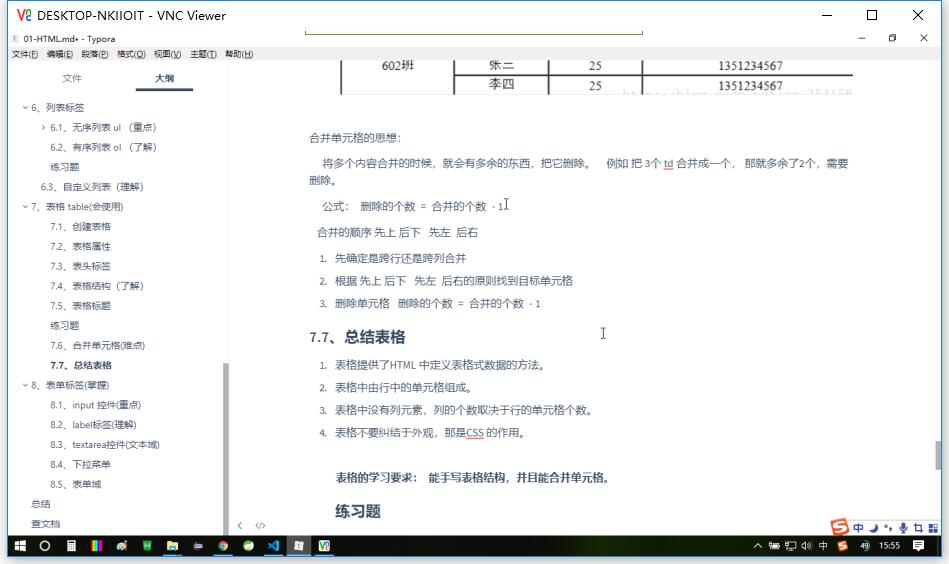 DESKTOP-NKIIOIT - VNC Viewer
01-HTML.md• - Typora
文件(F) 编辑(E) 段落(P) 格式(O) 视图(V) 主题(T) 帮助(H)
文件 大纲
6、列表标签
6.1、无序列表 ul （重点）
6.2、有序列表 ol （了解）
练习题
6.3、自定义列表（理解）
7、表格 table(会使用)
7.1、创建表格
7.2、表格属性
7.3、表头标签
7.4、表格结构（了解）
7.5、表格标题
练习题
7.6、合并单元格(难点)
7.7、总结表格
8、表单标签(掌握)
8.1、input 控件(重点)
8.2、label标签(理解)
8.3、textarea控件(文本域)
8.4、下拉菜单
8.5、表单域
总结
查文档
602班 张三 25 1351234567
李四 25 1351234567
合并单元格的思想：
将多个内容合并的时候，就会有多余的东西，把它删除。 例如 把 3个 td 合并成一个， 那就多余了2个，需要
删除。
公式： 删除的个数 = 合并的个数 - 1
合并的顺序 先上 后下 先左 后右
1. 先确定是跨行还是跨列合并
2. 根据 先上 后下 先左 后右的原则找到目标单元格
3. 删除单元格 删除的个数 = 合并的个数 - 1
7.7、总结表格
1. 表格提供了HTML 中定义表格式数据的方法。
2. 表格中由行中的单元格组成。
3. 表格中没有列元素，列的个数取决于行的单元格个数。
4. 表格不要纠结于外观，那是CSS 的作用。
表格的学习要求： 能手写表格结构，并且能合并单元格。
练习题
中
中 49 15:55